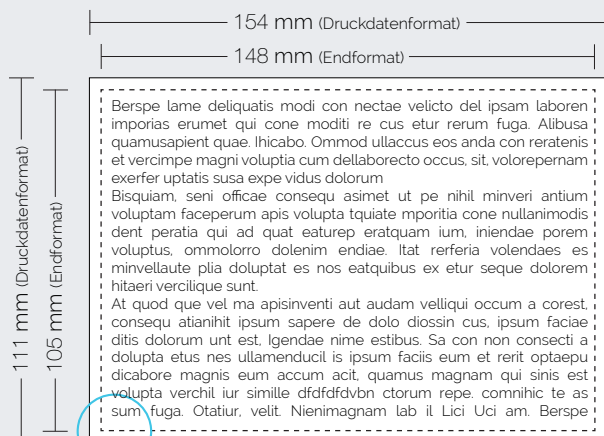 154 mm (Druckdatenformat)
148 mm (Endformat)
111 mm (Druckdatenformat)
105 mm (Endformat)
Berspe lame deliquatis modi con nectae velicto del ipsam laborem
imporias erumet qui cone moditi re cus etur rerum fuga. Alibusa
quamusapient quae. Ihicabo. Ommod ullaccus eos anda con reratenis
et vercimpe magni voluptia cum dellaborecto occus, sit, volorepernam
exerfer uptatis susa expe vidus dolorum
Bisquiam, seni officae consequ asimet ut pe nihil minveri antium
voluptam faceperum apis volupta tquiate mporitia cone nullanimodis
dent peratia qui ad quat eaturep eratquam ium, iniendae porem
voluptus, ommolorro dolenim endiae. Itat rerferia volendaes es
minvellaute plia doluptat es nos eatquibus ex etur seque dolorem
hitaeri vercilique sunt.
At quod que vel ma apisinventi aut audam velliqui occum a corest,
consequ atianihit ipsum sapere de dolo diossin cus, ipsum faciae
ditis dolorum unt est, Igendae nime estibus. Sa con non consecti a
dolupta etus nes ullamenducil is ipsum faciis eum et rerit optaepu
dicabore magnis eum accum acit, quamus magnam qui sinis est
volupta verchil iur simille dfdfdfdvbn ctorum repe. comnihic te as
sum fuga. Otatiur, velit. Nienimagnam lab il Lici Uci am. Berspe